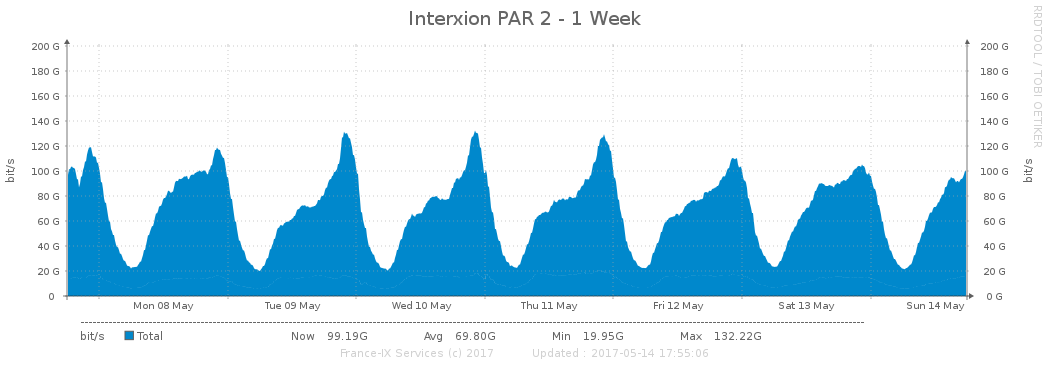 Interxion PAR 2 - 1 Week
RRDTOOL / TOBI OETIKER
200 G 200 G
180 G 180 G
160 G 160 G
140 G 140 G
120 G 120 G
100 G 100 G
80 G 80 G
60 G 60 G
40 G 40 G
20 G 20 G
0 0 G
bit/s bit/s
Mon 08 May Tue 09 May Wed 10 May Thu 11 May Fri 12 May Sat 13 May Sun 14 May
bit/s Total Now 99.19G Avg 69.80G Min 19.95G Max 132.22G
France-IX Services (c) 2017 Updated : 2017-05-14 17:55:06